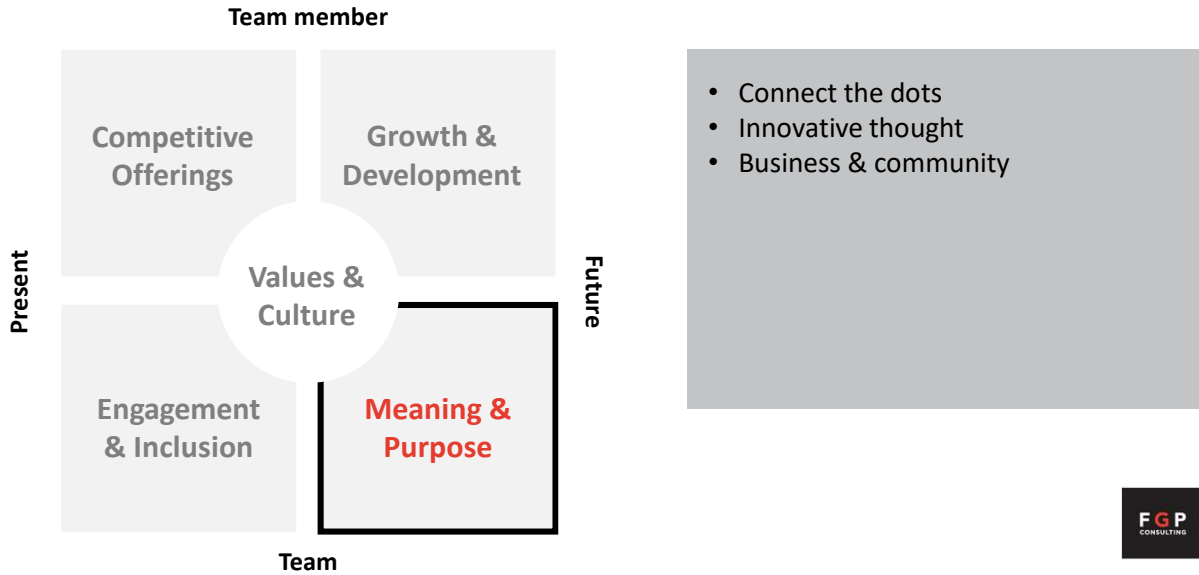 Team member
Competitive
Offerings
Growth &
Development
Present
Values &
Culture
Future
Engagement
& Inclusion
Meaning &
Purpose
Team
• Connect the dots
• Innovative thought
• Business & community
FGP
CONSULTING